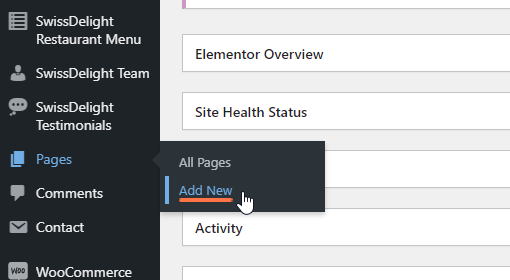 SwissDelight
Restaurant Menu
SwissDelight Team
SwissDelight
Testimonials
Pages
Comments
Contact
WOO
WooCommerce
Elementor Overview
Site Health Status
All Pages
Add New
Activity